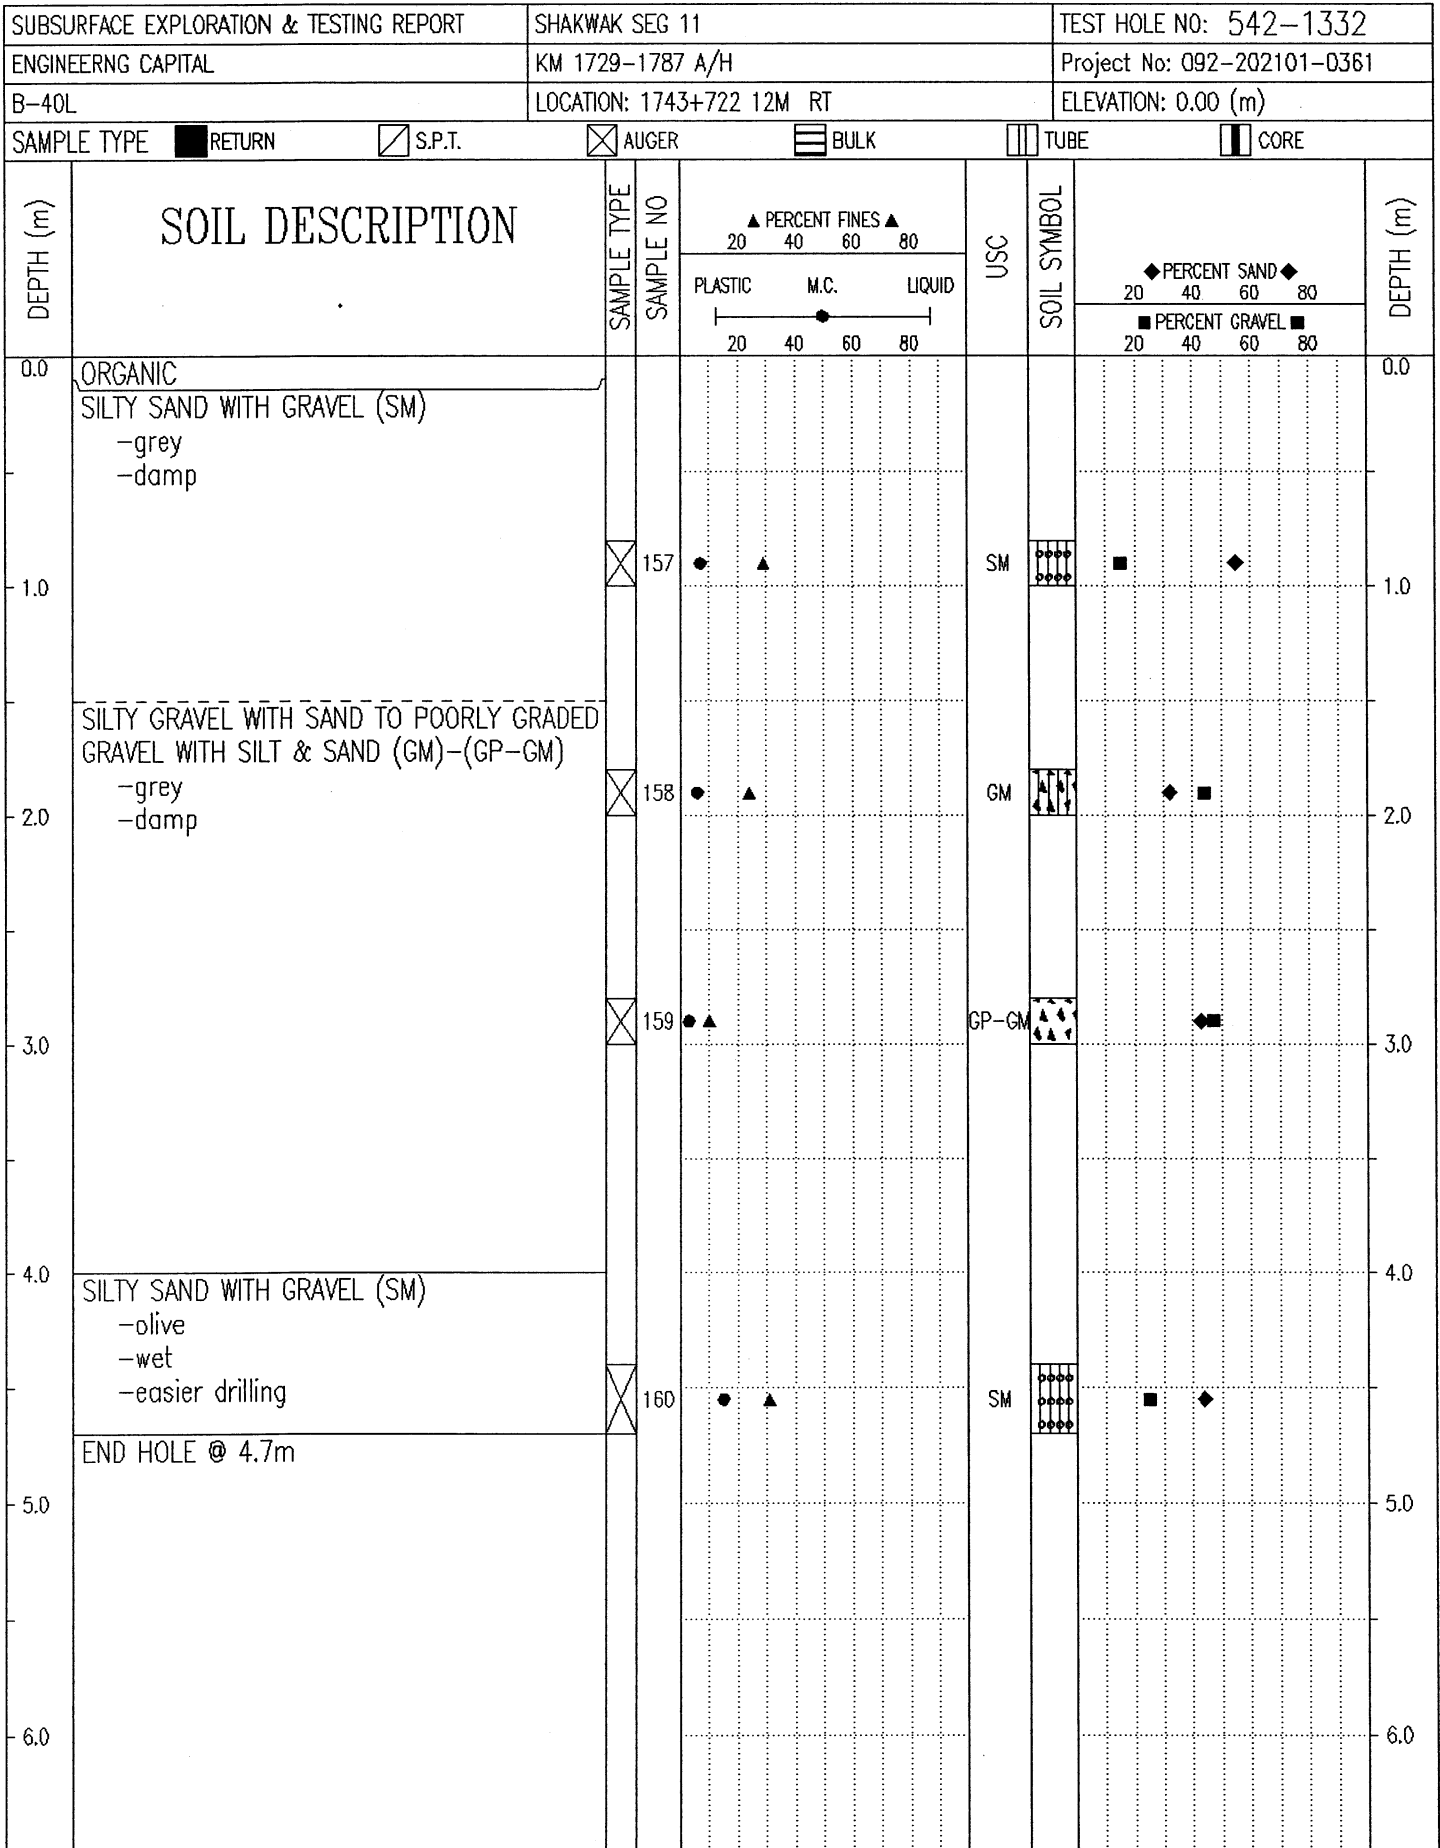 SUBSURFACE EXPLORATION & TESTING REPORT
SHAKWAK SEG 11
TEST HOLE NO: 542-1332
ENGINEERNG CAPITAL
KM 1729-1787 A/H
Project No: 092-202101-0361
B-40L
LOCATION: 1743+722 12M RT
ELEVATION: 0.00 (m)
SAMPLE TYPE RETURN S.P.T. AUGER BULK TUBE CORE
DEPTH (m)
SOIL DESCRIPTION
SAMPLE TYPE
SAMPLE NO
▲ PERCENT FINES ▲
20 40 60 80
PLASTIC M.C. LIQUID
20 40 60 80
USC
SOIL SYMBOL
◆ PERCENT SAND ◆
20 40 60 80
■ PERCENT GRAVEL ■
20 40 60 80
DEPTH (m)
0.0 ORGANIC 0.0
SILTY SAND WITH GRAVEL (SM)
-grey
-damp
157 SM
1.0 1.0
SILTY GRAVEL WITH SAND TO POORLY GRADED
GRAVEL WITH SILT & SAND (GM)-(GP-GM)
-grey
158 GM
-damp
2.0 2.0
159 GP-GM
3.0 3.0
4.0 4.0
SILTY SAND WITH GRAVEL (SM)
-olive
-wet
-easier drilling
160 SM
END HOLE @ 4.7m
5.0 5.0
6.0 6.0